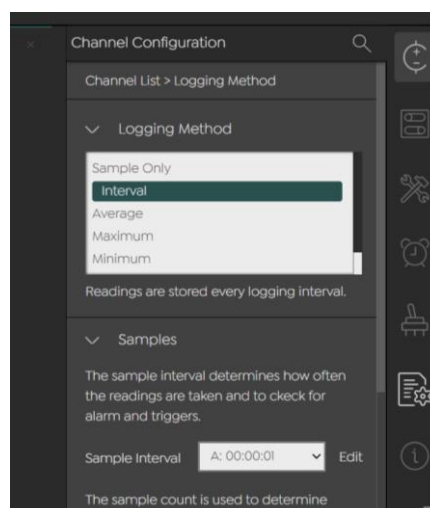 Channel Configuration
Channel List > Logging Method
Logging Method
Sample Only
Interval
Average
Maximum
Minimum
Readings are stored every logging interval.
Samples
The sample interval determines how often
the readings are taken and to ckeck for
alarm and triggers.
Sample Interval A: 00:00:01 Edit
The sample count is used to determine